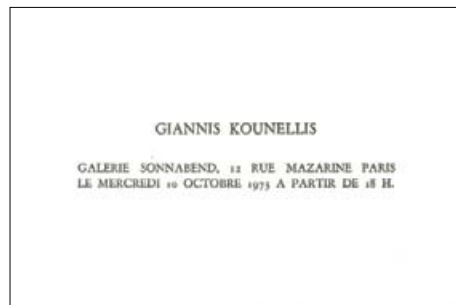 GIANNIS KOUNELLIS
GALERIE SONNABEND, 12 RUE MAZARINE PARIS
LE MERCREDI 10 OCTOBRE 1973 A PARTIR DE 18 H.